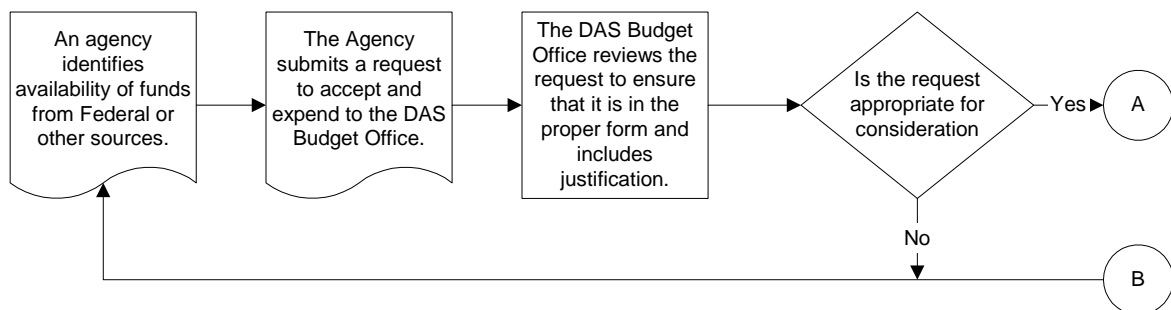 An agency
identifies
availability of funds
from Federal or
other sources.
The Agency
submits a request
to accept and
expend to the DAS
Budget Office.
The DAS Budget
Office reviews the
request to ensure
that it is in the
proper form and
includes
justification.
Is the request
appropriate for
consideration
Yes
A
No
B